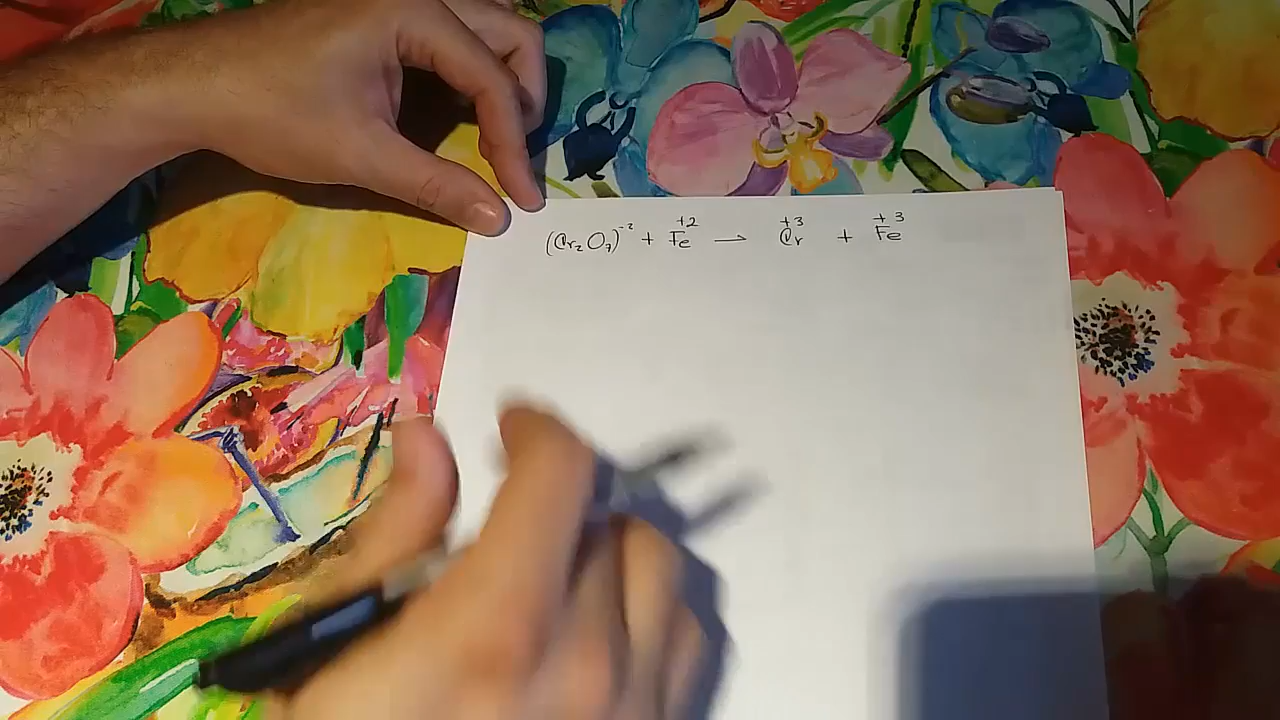 (Cr₂O₇)⁻² + Fe⁺² → Cr⁺³ + Fe⁺³